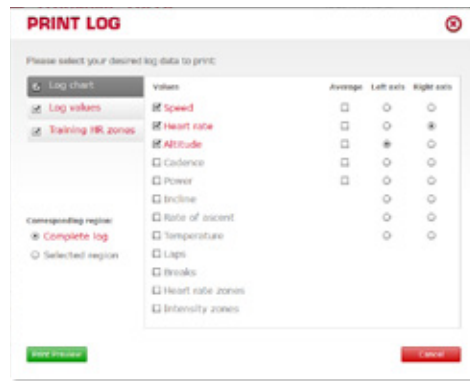 PRINT LOG
Please select your desired log data to print:
Log chart
Log values
Training HR zones
Corresponding region:
Complete log
Selected region
Values Average Left axis Right axis
Speed
Heart rate
Altitude
Cadence
Power
Incline
Rate of ascent
Temperature
Laps
Breaks
Heart rate zones
Intensity zones
Print Preview
Cancel